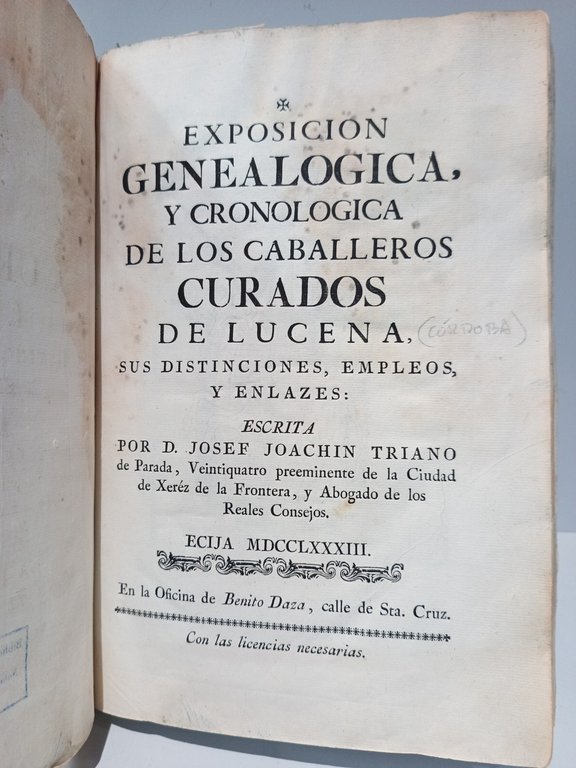 ✠
EXPOSICION
GENEALOGICA,
Y CRONOLOGICA
DE LOS CABALLEROS
CURADOS
DE LUCENA, (CÓRDOBA)
SUS DISTINCIONES, EMPLEOS,
Y ENLAZES:
ESCRITA
POR D. JOSEF JOACHIN TRIANO
de Parada, Veintiquatro preeminente de la Ciudad
de Xeréz de la Frontera, y Abogado de los
Reales Consejos.
ECIJA MDCCLXXXIII.
En la Oficina de Benito Daza, calle de Sta. Cruz.
Con las licencias necesarias.